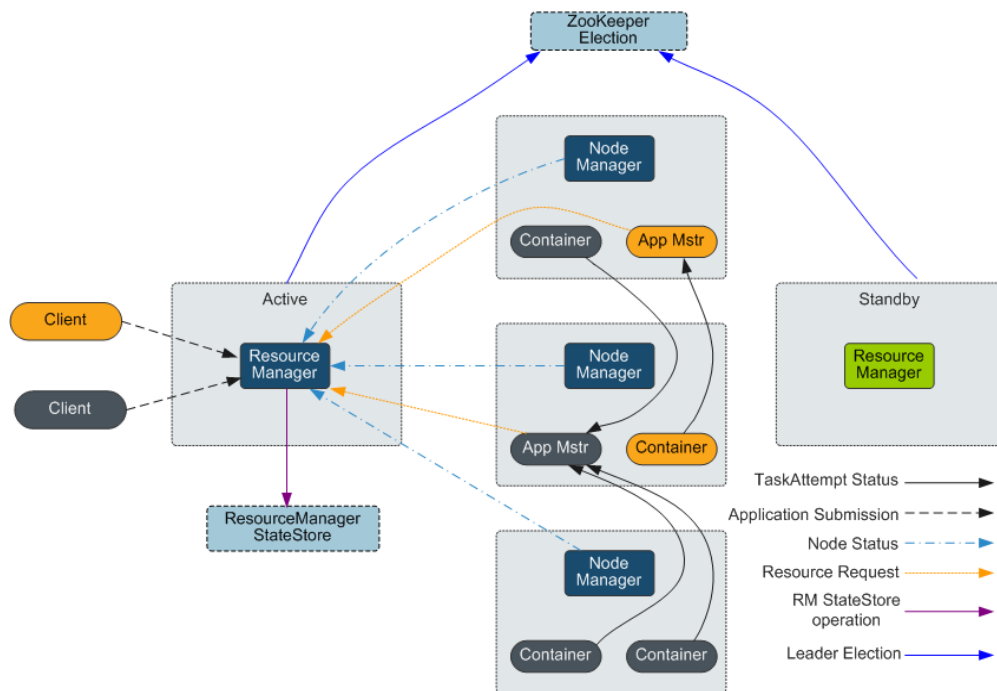 ZooKeeper
Election
Node
Manager
Container
App Mstr
Active
Standby
Client
Resource
Manager
Node
Manager
Resource
Manager
Client
App Mstr
Container
TaskAttempt Status
ResourceManager
StateStore
Application Submission
Node Status
Node
Manager
Resource Request
RM StateStore
operation
Container
Container
Leader Election